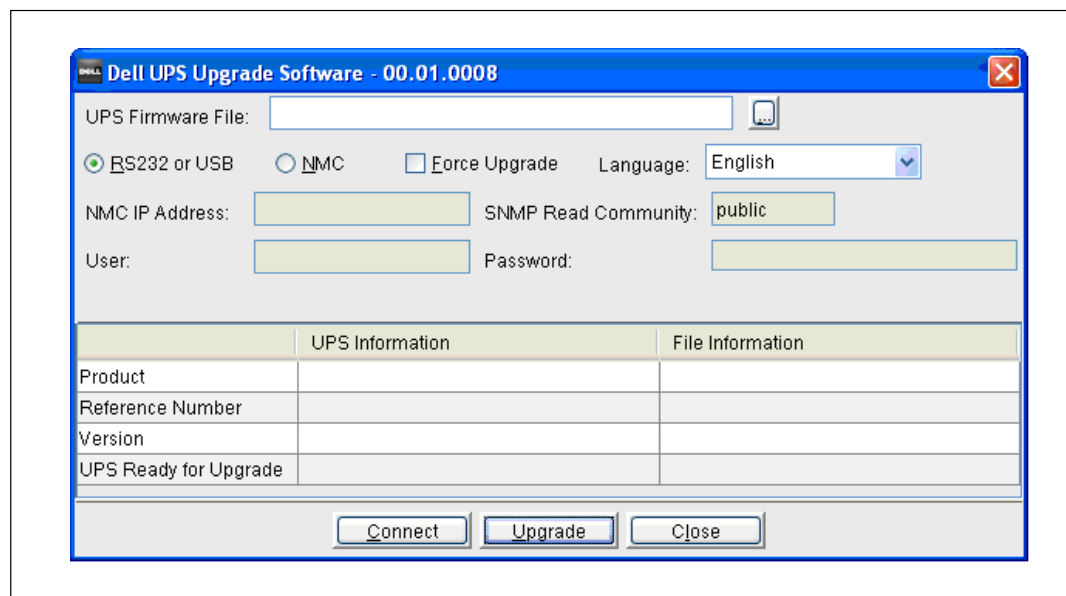 DELL Dell UPS Upgrade Software - 00.01.0008
UPS Firmware File: ...
RS232 or USB NMC Force Upgrade Language: English
NMC IP Address: SNMP Read Community: public
User: Password:
UPS Information File Information
Product
Reference Number
Version
UPS Ready for Upgrade
Connect Upgrade Close